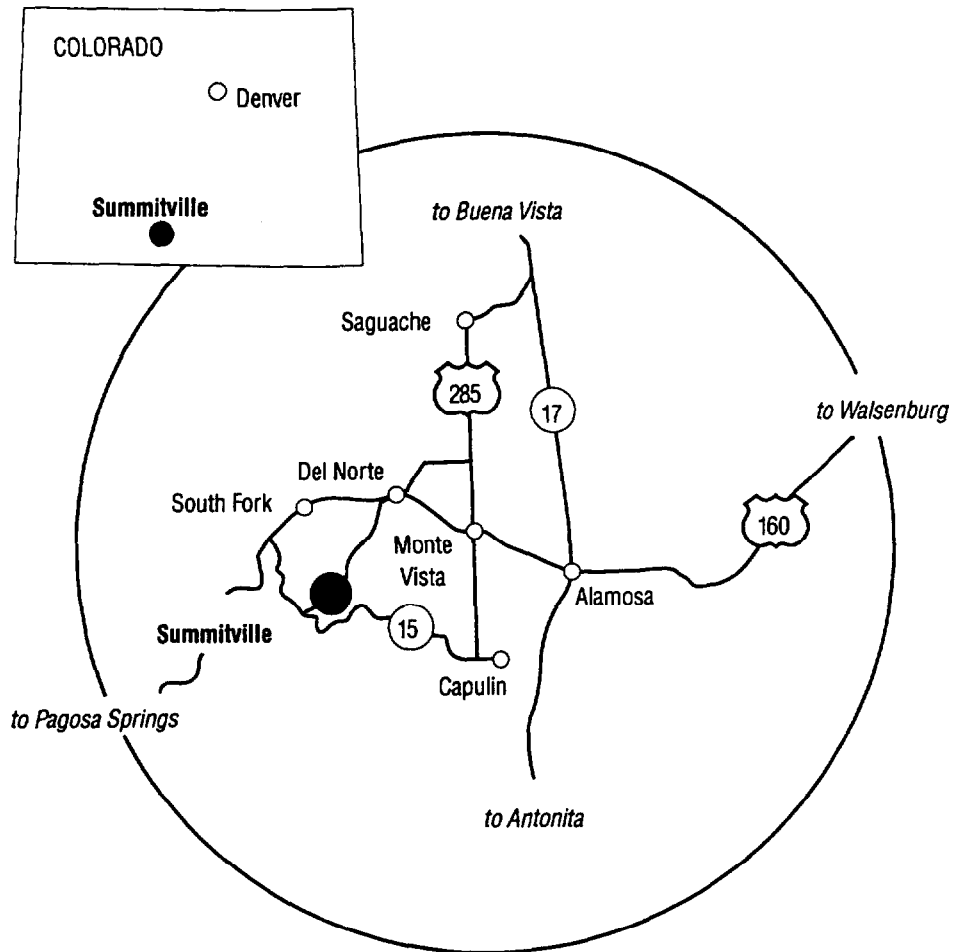 COLORADO
Denver
Summitville
to Buena Vista
Saguache
285
17
to Walsenburg
Del Norte
South Fork
160
Monte
Vista
Alamosa
Summitville
15
Capulin
to Pagosa Springs
to Antonita